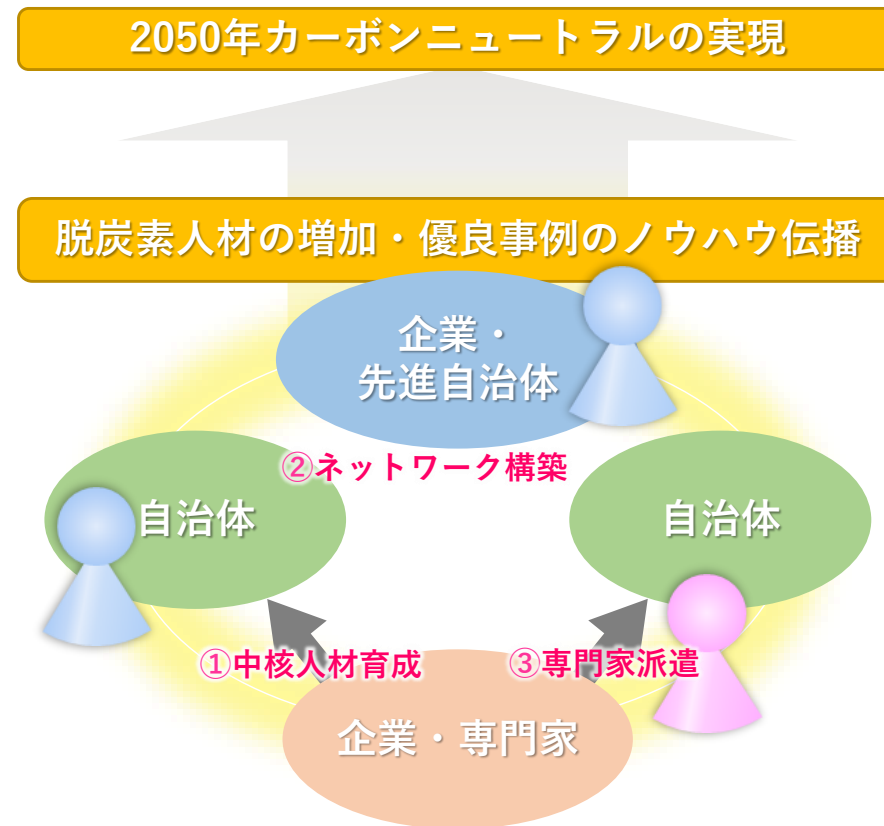 2050年カーボンニュートラルの実現
脱炭素人材の増加・優良事例のノウハウ伝播
企業・
先進自治体
②ネットワーク構築
自治体
自治体
①中核人材育成
③専門家派遣
企業・専門家